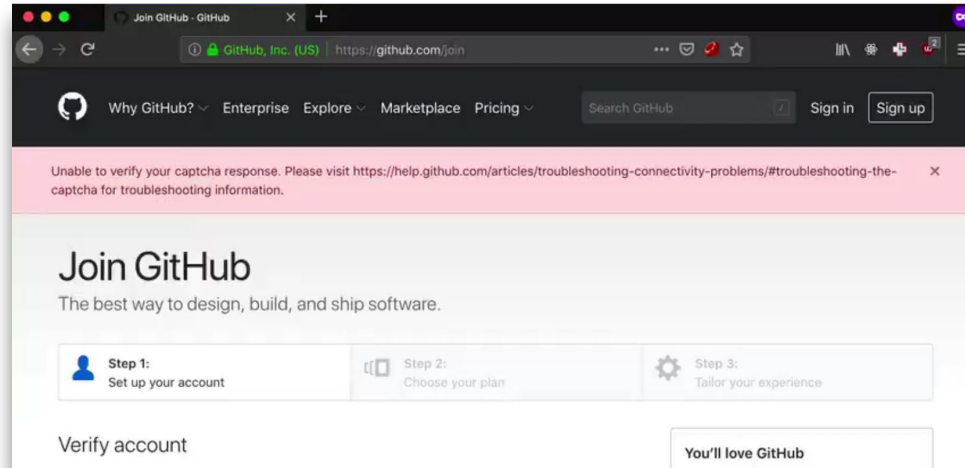 Join GitHub · GitHub
GitHub, Inc. (US) https://github.com/join
2
Why GitHub? Enterprise Explore Marketplace Pricing Search GitHub / Sign in Sign up
Unable to verify your captcha response. Please visit https://help.github.com/articles/troubleshooting-connectivity-problems/#troubleshooting-the-
captcha for troubleshooting information.
Join GitHub
The best way to design, build, and ship software.
Step 1:
Set up your account
Step 2:
Choose your plan
Step 3:
Tailor your experience
Verify account
You'll love GitHub